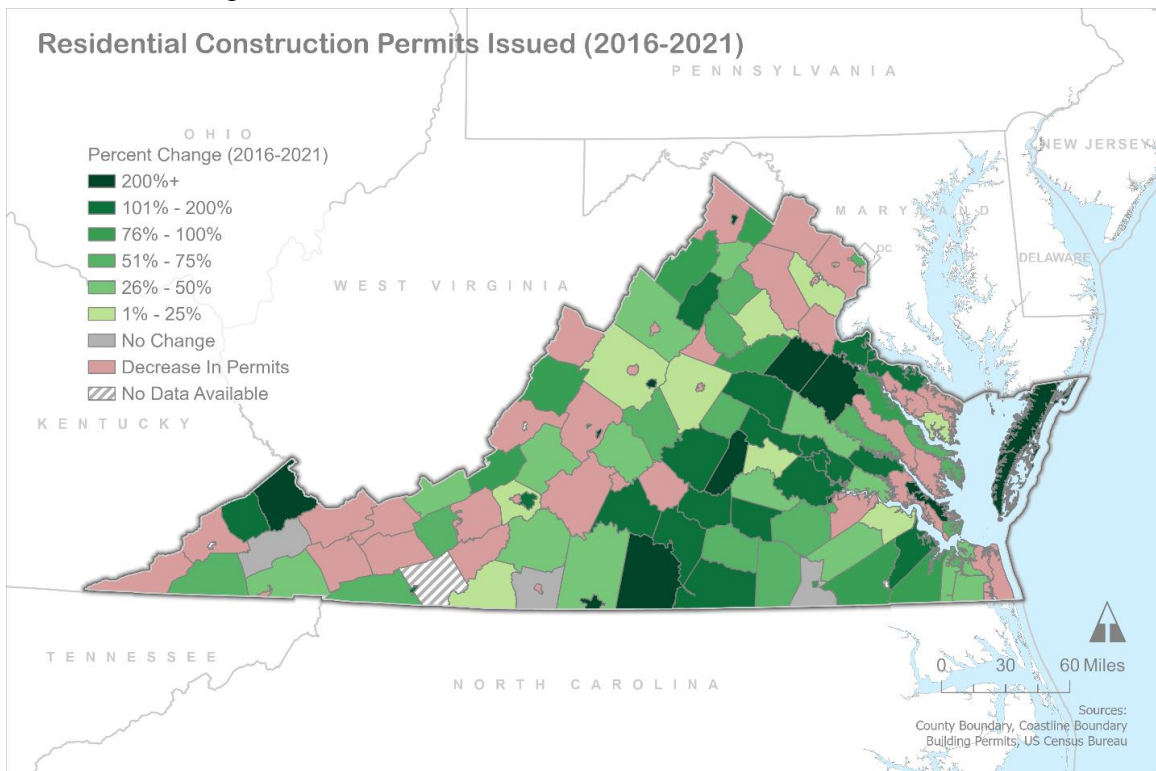 Residential Construction Permits Issued (2016-2021)
PENNSYLVANIA
OHIO
NEW JERSEY
Percent Change (2016-2021)
200%+
101% - 200%
76% - 100%
51% - 75%
26% - 50%
1% - 25%
No Change
Decrease In Permits
No Data Available
MARYLAND
DC
DELAWARE
WEST VIRGINIA
KENTUCKY
TENNESSEE
NORTH CAROLINA
0 30 60 Miles
Sources:
County Boundary, Coastline Boundary
Building Permits, US Census Bureau